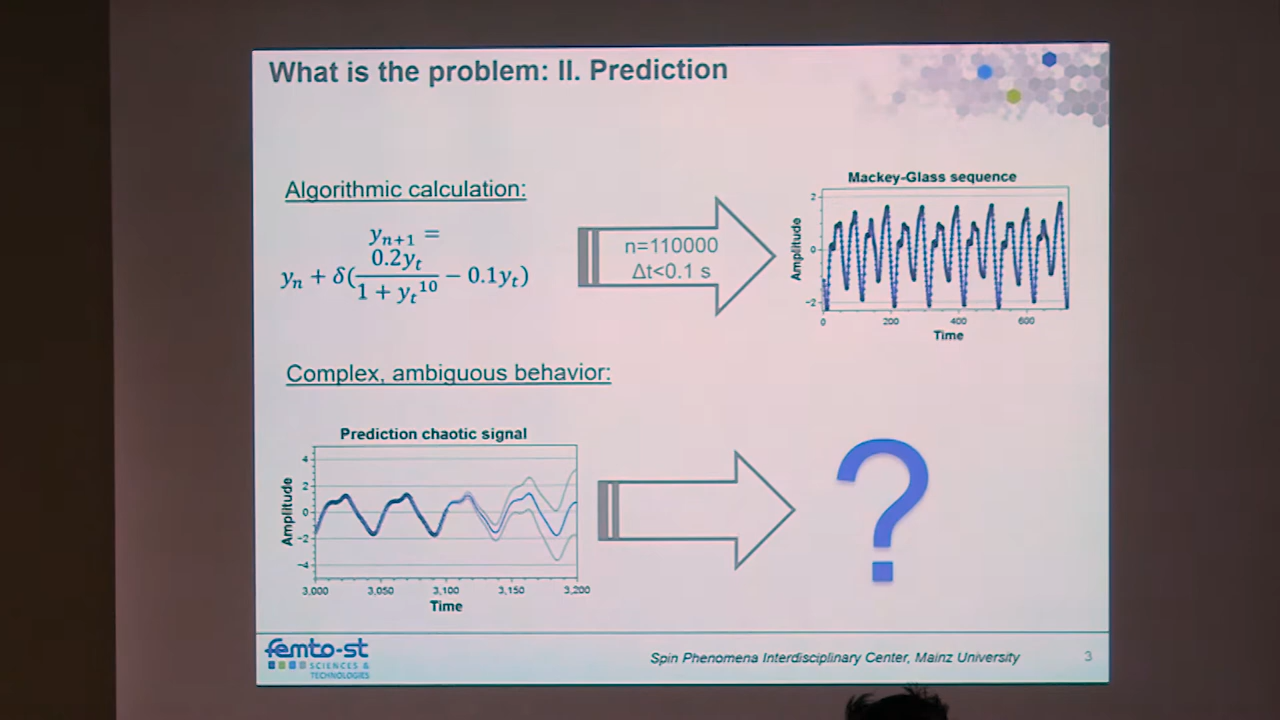 What is the problem: II. Prediction
Algorithmic calculation:
yₙ₊₁ =
yₙ + δ(0.2yₜ / 1 + yₜ¹⁰ − 0.1yₜ)
n=110000
Δt<0.1 s
Mackey-Glass sequence
Amplitude
2
0
−2
0 200 400 600
Time
Complex, ambiguous behavior:
Prediction chaotic signal
Amplitude
4
2
0
−2
−4
3,000 3,050 3,100 3,150 3,200
Time
?
femto-st
SCIENCES &
TECHNOLOGIES
Spin Phenomena Interdisciplinary Center, Mainz University
3